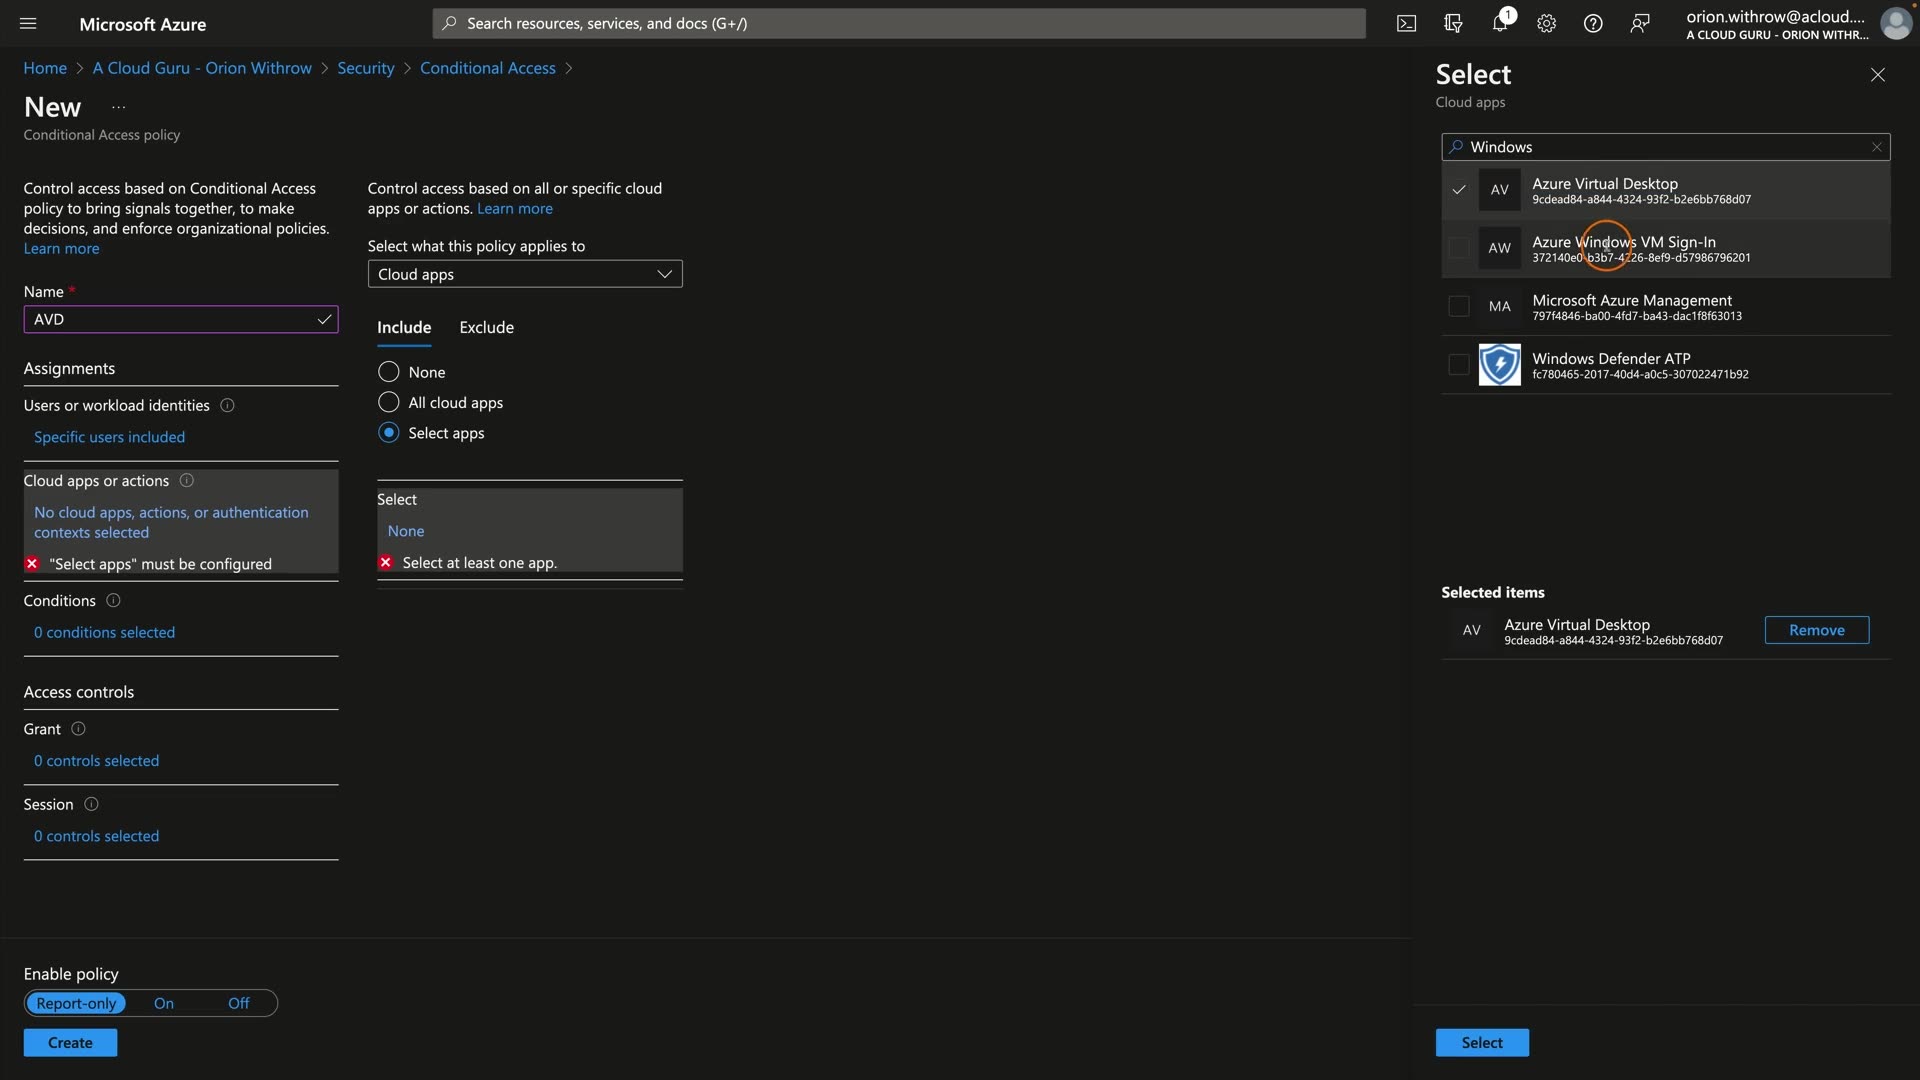 Microsoft Azure
Search resources, services, and docs (G+/)
1
orion.withrow@acloud....
A CLOUD GURU - ORION WITHR...
Home > A Cloud Guru - Orion Withrow > Security > Conditional Access >
New ...
Conditional Access policy
Control access based on Conditional Access
policy to bring signals together, to make
decisions, and enforce organizational policies.
Learn more
Name *
AVD
Assignments
Users or workload identities
Specific users included
Cloud apps or actions
No cloud apps, actions, or authentication
contexts selected
"Select apps" must be configured
Conditions
0 conditions selected
Access controls
Grant
0 controls selected
Session
0 controls selected
Enable policy
Report-only On Off
Create
Control access based on all or specific cloud
apps or actions. Learn more
Select what this policy applies to
Cloud apps
Include Exclude
None
All cloud apps
Select apps
Select
None
Select at least one app.
Select
Cloud apps
Windows
AV Azure Virtual Desktop
9cdead84-a844-4324-93f2-b2e6bb768d07
AW Azure Windows VM Sign-In
372140e0-b3b7-4226-8ef9-d57986796201
MA Microsoft Azure Management
797f4846-ba00-4fd7-ba43-dac1f8f63013
Windows Defender ATP
fc780465-2017-40d4-a0c5-307022471b92
Selected items
AV Azure Virtual Desktop
9cdead84-a844-4324-93f2-b2e6bb768d07
Remove
Select